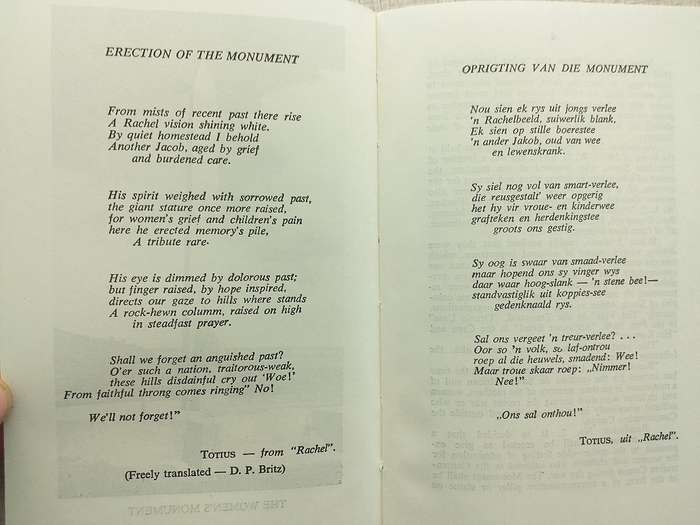 ERECTION OF THE MONUMENT
From mists of recent past there rise
A Rachel vision shining white.
By quiet homestead I behold
Another Jacob, aged by grief
and burdened care.
His spirit weighed with sorrowed past,
the giant stature once more raised,
for women's grief and children's pain
here he erected memory's pile,
A tribute rare-
His eye is dimmed by dolorous past;
but finger raised, by hope inspired,
directs our gaze to hills where stands
A rock-hewn columm, raised on high
in steadfast prayer.
Shall we forget an anguished past?
O'er such a nation, traitorous-weak,
these hills disdainful cry out 'Woe!'
From faithful throng comes ringing" No!
We'll not forget!"
TOTIUS — from "Rachel".
(Freely translated — D. P. Britz)
THE WOMEN'S MONUMENT
OPRIGTING VAN DIE MONUMENT
Nou sien ek rys uit jongs verlee
'n Rachelbeeld, suiwerlik blank,
Ek sien op stille boerestee
'n ander Jakob, oud van wee
en lewenskrank.
Sy siel nog vol van smart-verlee,
die reusgestalt' weer opgerig
het hy vir vroue- en kinderwee
grafteken en herdenkingstee
groots ons gestig.
Sy oog is swaar van smaad-verlee
maar hopend ons sy vinger wys
daar waar hoog-slank — 'n stene bee!—
standvastiglik uit koppies-see
gedenknaald rys.
Sal ons vergeet 'n treur-verlee? . . .
Oor so 'n volk, so laf-ontrou
roep al die heuwels, smadend: Wee!
Maar troue skaar roep: „Nimmer!
Nee!"
„Ons sal onthou!"
TOTIUS, uit „Rachel".